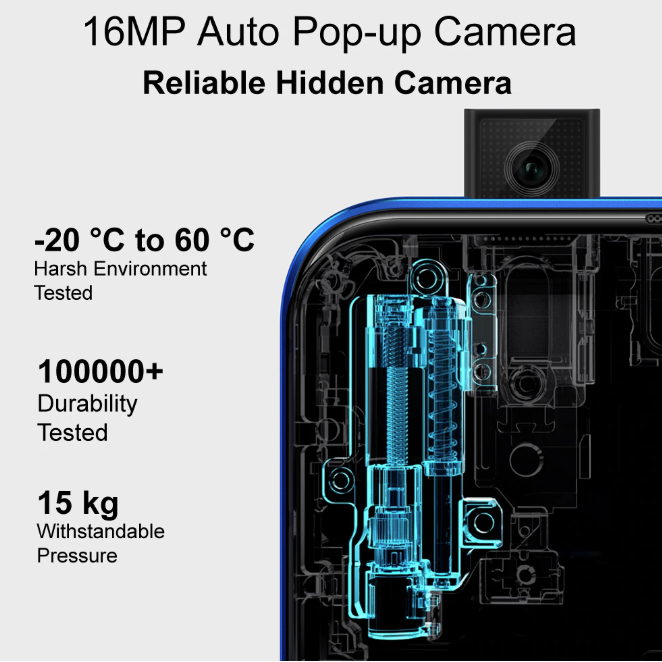 16MP Auto Pop-up Camera
Reliable Hidden Camera
-20 °C to 60 °C
Harsh Environment
Tested
100000+
Durability
Tested
15 kg
Withstandable
Pressure